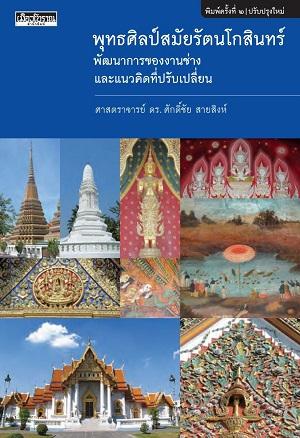 เมืองโบราณ
พิมพ์ครั้งที่ ๒ | ปรับปรุงใหม่
พุทธศิลป์สมัยรัตนโกสินทร์
พัฒนาการของงานช่าง
และแนวคิดที่ปรับเปลี่ยน
ศาสตราจารย์ ดร. ศักดิ์ชัย สายสิงห์